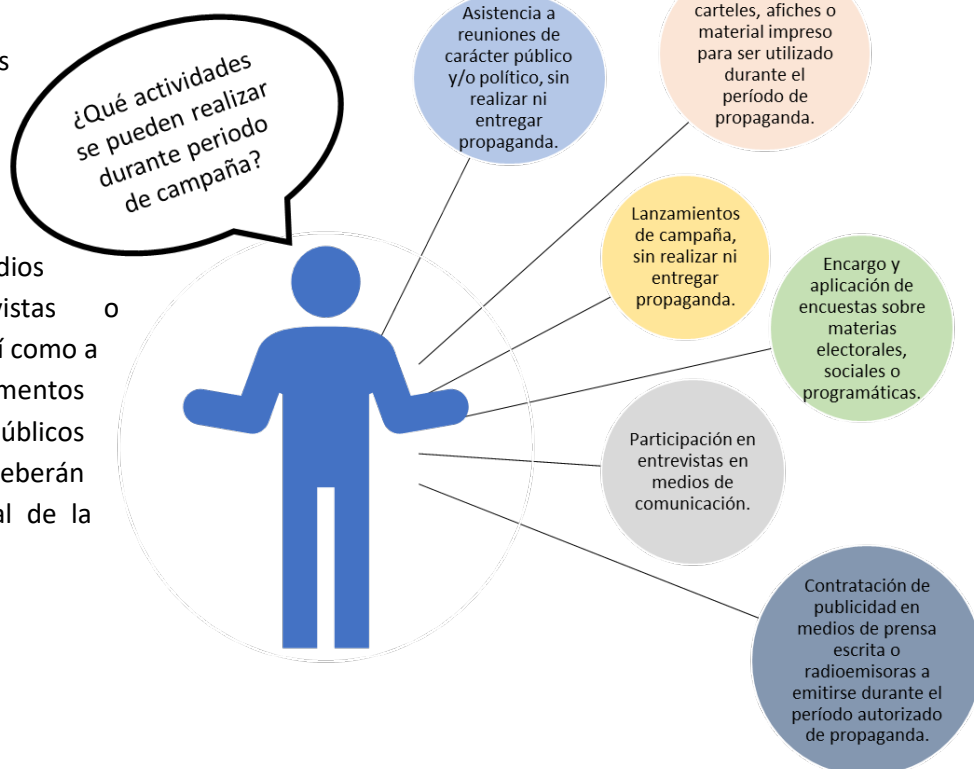 s
dios
vistas o
í como a
mentos
úblicos
eberán
al de la
¿Qué actividades
se pueden realizar
durante periodo
de campaña?
Asistencia a
reuniones de
carácter público
y/o político, sin
realizar ni
entregar
propaganda.
carteles, afiches o
material impreso
para ser utilizado
durante el
período de
propaganda.
Lanzamientos
de campaña,
sin realizar ni
entregar
propaganda.
Encargo y
aplicación de
encuestas sobre
materias
electorales,
sociales o
programáticas.
Participación en
entrevistas en
medios de
comunicación.
Contratación de
publicidad en
medios de prensa
escrita o
radioemisoras a
emitirse durante el
período autorizado
de propaganda.